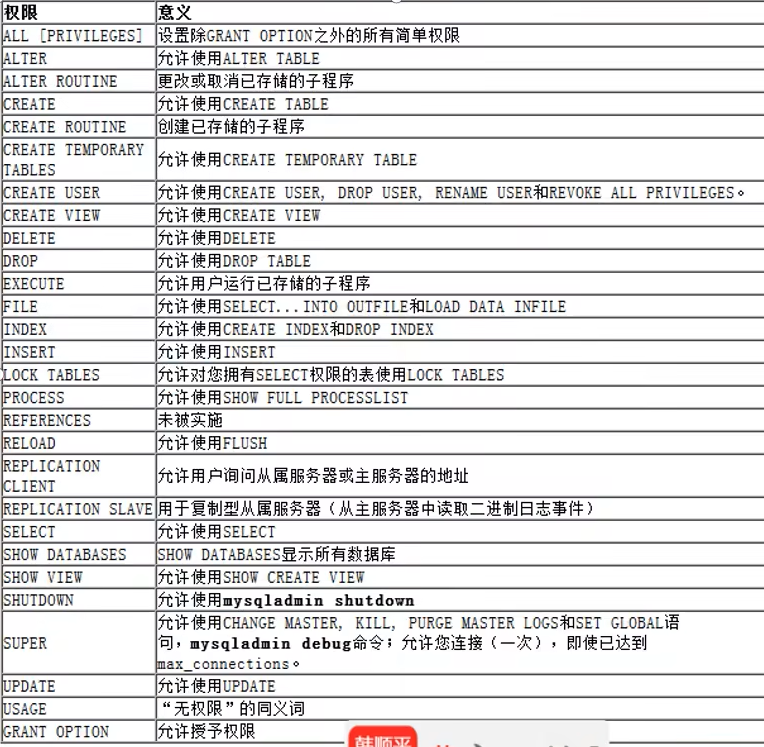 权限 意义
ALL [PRIVILEGES] 设置除GRANT OPTION之外的所有简单权限
ALTER 允许使用ALTER TABLE
ALTER ROUTINE 更改或取消已存储的子程序
CREATE 允许使用CREATE TABLE
CREATE ROUTINE 创建已存储的子程序
CREATE TEMPORARY
TABLES
允许使用CREATE TEMPORARY TABLE
CREATE USER 允许使用CREATE USER, DROP USER, RENAME USER和REVOKE ALL PRIVILEGES。
CREATE VIEW 允许使用CREATE VIEW
DELETE 允许使用DELETE
DROP 允许使用DROP TABLE
EXECUTE 允许用户运行已存储的子程序
FILE 允许使用SELECT...INTO OUTFILE和LOAD DATA INFILE
INDEX 允许使用CREATE INDEX和DROP INDEX
INSERT 允许使用INSERT
LOCK TABLES 允许对您拥有SELECT权限的表使用LOCK TABLES
PROCESS 允许使用SHOW FULL PROCESSLIST
REFERENCES 未被实施
RELOAD 允许使用FLUSH
REPLICATION
CLIENT
允许用户询问从属服务器或主服务器的地址
REPLICATION SLAVE 用于复制型从属服务器（从主服务器中读取二进制日志事件）
SELECT 允许使用SELECT
SHOW DATABASES SHOW DATABASES显示所有数据库
SHOW VIEW 允许使用SHOW CREATE VIEW
SHUTDOWN 允许使用mysqladmin shutdown
SUPER
允许使用CHANGE MASTER, KILL, PURGE MASTER LOGS和SET GLOBAL语
句，mysqladmin debug命令；允许您连接（一次），即使已达到
max_connections。
UPDATE 允许使用UPDATE
USAGE “无权限”的同义词
GRANT OPTION 允许授予权限
韩顺平